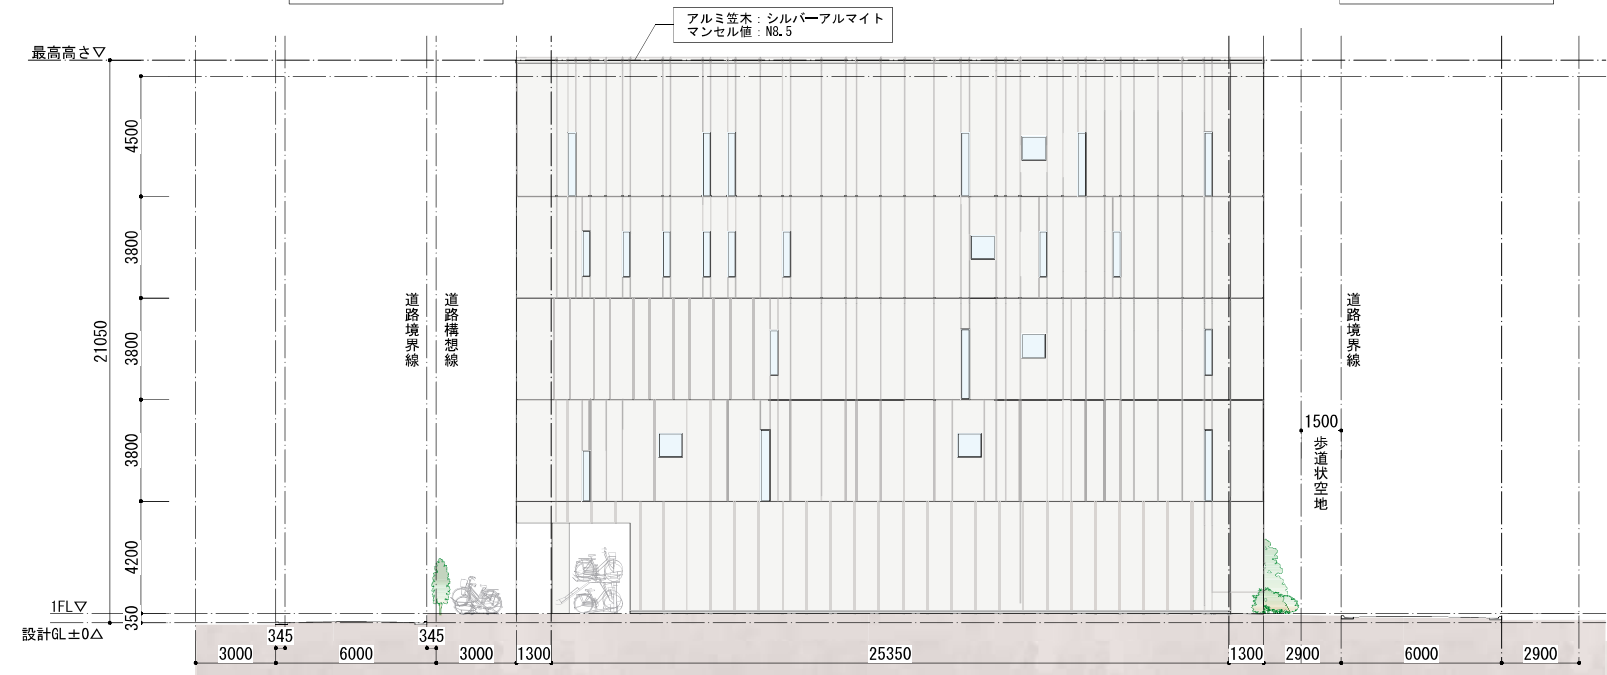 アルミ笠木：シルバーアルマイト
マンセル値：N8.5
最高高さ▽
4500
3800
21050
3800
3800
4200
350
道路境界線
道路構想線
道路境界線
1500
歩道状空地
1FL▽
設計GL±0△
345
345
3000
6000
3000
1300
25350
1300
2900
6000
2900